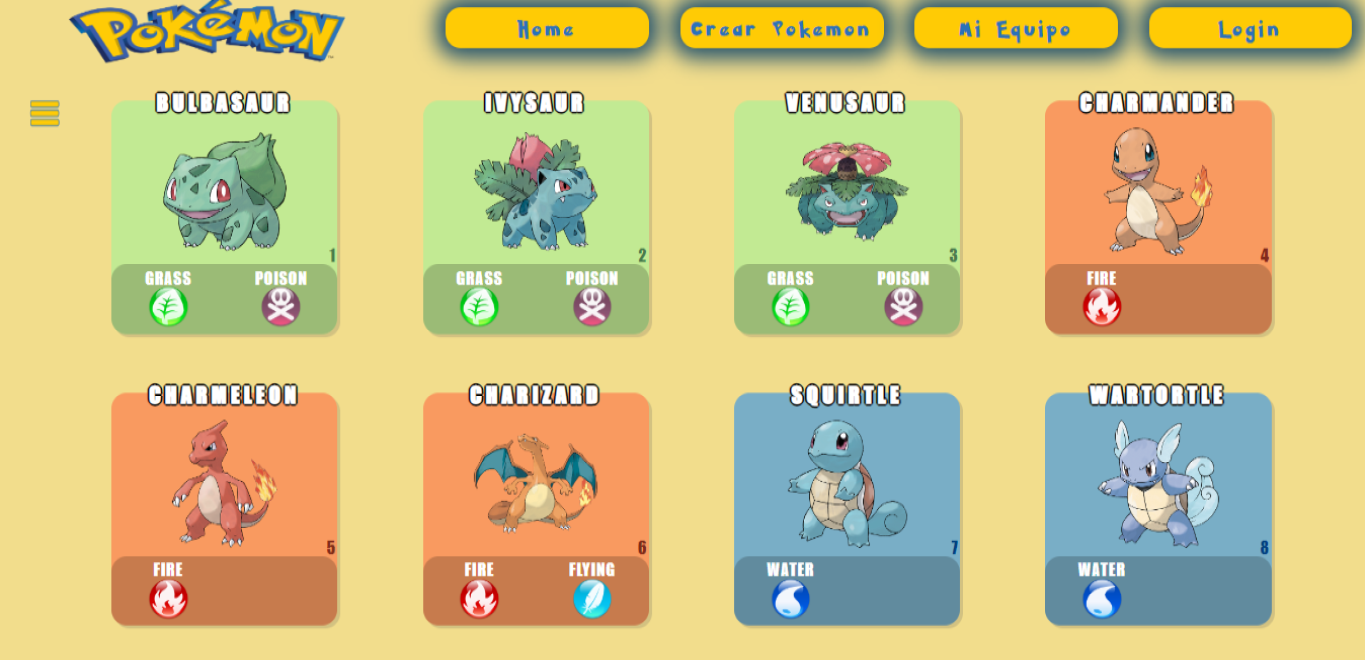 POKÉMON
Home Crear Pokemon Mi Equipo Login
BULBASAUR IVYSAUR VENUSAUR CHARMANDER
1 2 3 4
GRASS POISON GRASS POISON GRASS POISON FIRE
CHARMELEON CHARIZARD SQUIRTLE WARTORTLE
5 6 7 8
FIRE FIRE FLYING WATER WATER